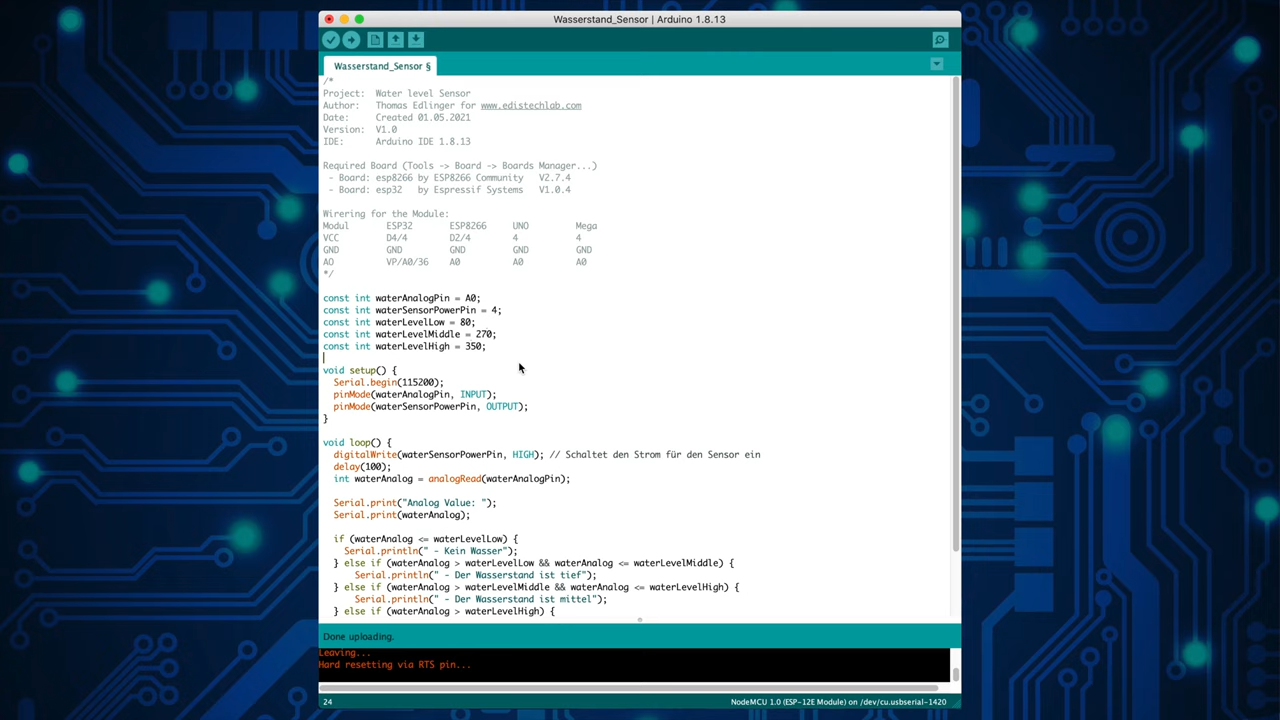 Wasserstand_Sensor | Arduino 1.8.13
Wasserstand_Sensor §
/*
Project: Water level Sensor
Author: Thomas Edlinger for www.edistechlab.com
Date: Created 01.05.2021
Version: V1.0
IDE: Arduino IDE 1.8.13
Required Board (Tools -> Board -> Boards Manager...)
- Board: esp8266 by ESP8266 Community V2.7.4
- Board: esp32 by Espressif Systems V1.0.4
Wirering for the Module:
Modul ESP32 ESP8266 UNO Mega
VCC D4/4 D2/4 4 4
GND GND GND GND GND
AO VP/A0/36 A0 A0 A0
*/
const int waterAnalogPin = A0;
const int waterSensorPowerPin = 4;
const int waterLevelLow = 80;
const int waterLevelMiddle = 270;
const int waterLevelHigh = 350;
void setup() {
Serial.begin(115200);
pinMode(waterAnalogPin, INPUT);
pinMode(waterSensorPowerPin, OUTPUT);
}
void loop() {
digitalWrite(waterSensorPowerPin, HIGH); // Schaltet den Strom für den Sensor ein
delay(100);
int waterAnalog = analogRead(waterAnalogPin);
Serial.print("Analog Value: ");
Serial.print(waterAnalog);
if (waterAnalog <= waterLevelLow) {
Serial.println(" - Kein Wasser");
} else if (waterAnalog > waterLevelLow && waterAnalog <= waterLevelMiddle) {
Serial.println(" - Der Wasserstand ist tief");
} else if (waterAnalog > waterLevelMiddle && waterAnalog <= waterLevelHigh) {
Serial.println(" - Der Wasserstand ist mittel");
} else if (waterAnalog > waterLevelHigh) {
Done uploading.
Leaving...
Hard resetting via RTS pin...
24
NodeMCU 1.0 (ESP-12E Module) on /dev/cu.usbserial-1420